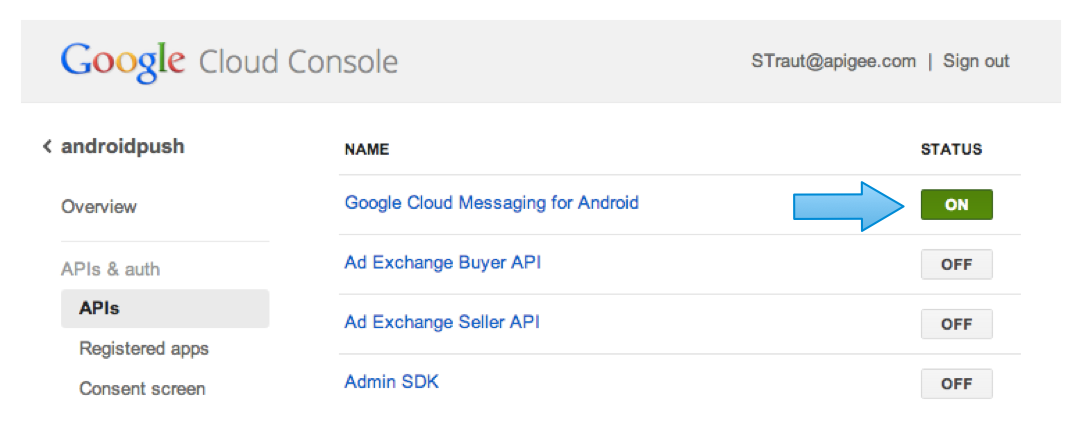 Google Cloud Console
STraut@apigee.com | Sign out
< androidpush
NAME
STATUS
Overview
Google Cloud Messaging for Android
ON
Ad Exchange Buyer API
OFF
APIs & auth
APIs
Ad Exchange Seller API
OFF
Registered apps
Admin SDK
OFF
Consent screen